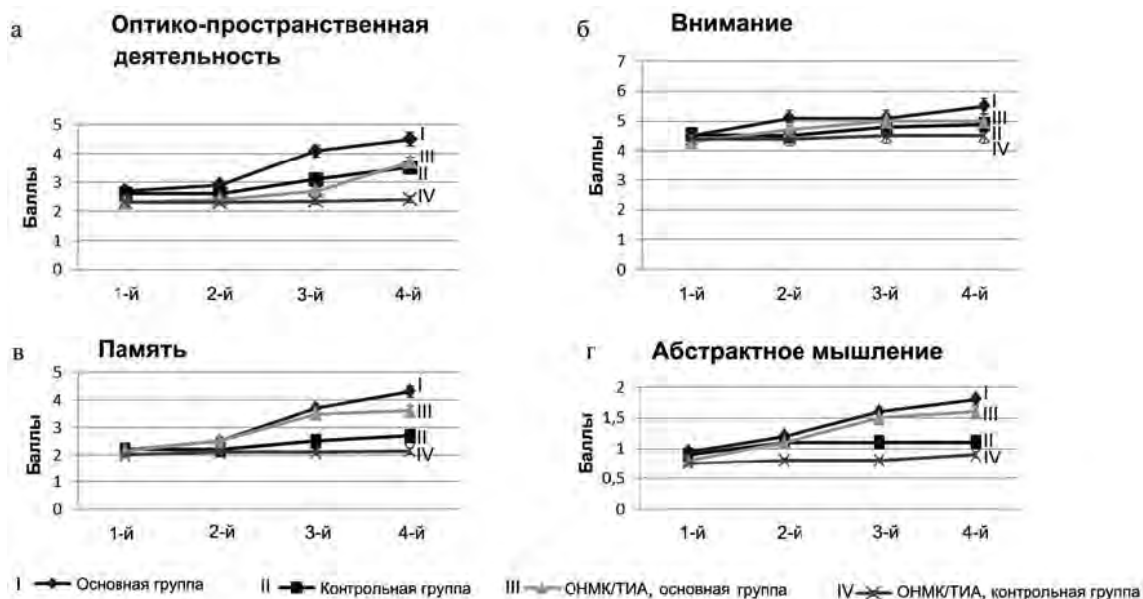 а
Оптико-пространственная
деятельность
Баллы
5
4
3
2
1
0
I
III
II
IV
1-й 2-й 3-й 4-й
б
Внимание
Баллы
7
6
5
4
3
2
1
0
I
III
II
IV
1-й 2-й 3-й 4-й
в
Память
Баллы
5
4
3
2
1
0
I
III
II
IV
1-й 2-й 3-й 4-й
г
Абстрактное мышление
Баллы
2
1,5
1
0,5
0
I
III
II
IV
1-й 2-й 3-й 4-й
I Основная группа II Контрольная группа III ОНМК/ТИА, основная группа IV ОНМК/ТИА, контрольная группа